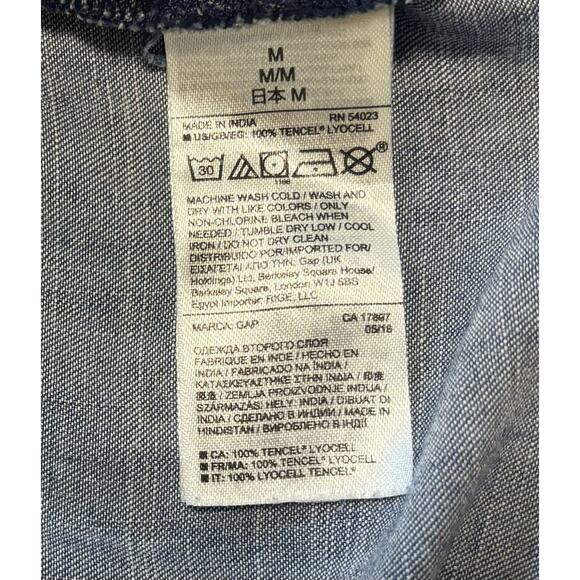 M
M/M
日本 M
MADE IN INDIA RN 54023
■ US/GB/EG: 100% TENCEL® LYOCELL
30
®
MACHINE WASH COLD / WASH AND
DRY WITH LIKE COLORS / ONLY
NON-CHLORINE BLEACH WHEN
NEEDED / TUMBLE DRY LOW / COOL
IRON / DO NOT DRY CLEAN
DISTRIBUIDO POR/IMPORTED FOR/
ΕΙΣΑΓΕΤΑΙ ΑΠΟ ΤΗΝ: Gap (UK
Holdings) Ltd, Berkeley Square House/
Berkeley Square, London W1J 5BS
Egypt Importer: RIGE, LLC
MARCA: GAP CA 17897
05/18
ОДЕЖДА ВТОРОГО СЛОЯ
FABRIQUE EN INDE / HECHO EN
INDIA / FABRICADO NA ÍNDIA /
ΚΑΤΑΣΚΕΥΑΣΤΗΚΕ ΣΤΗΝ ΙΝΔΙΑ / 印度
製造 / ZEMLJA PROIZVODNJE INDIJA /
SZÁRMAZÁSI HELY: INDIA / DIBUAT DI
INDIA / СДЕЛАНО В ИНДИИ / MADE IN
HINDISTAN / ВИРОБЛЕНО В ІНДІЇ
■ CA: 100% TENCEL® LYOCELL
■ FR/MA: 100% TENCEL® LYOCELL
■ IT: 100% LYOCELL TENCEL®